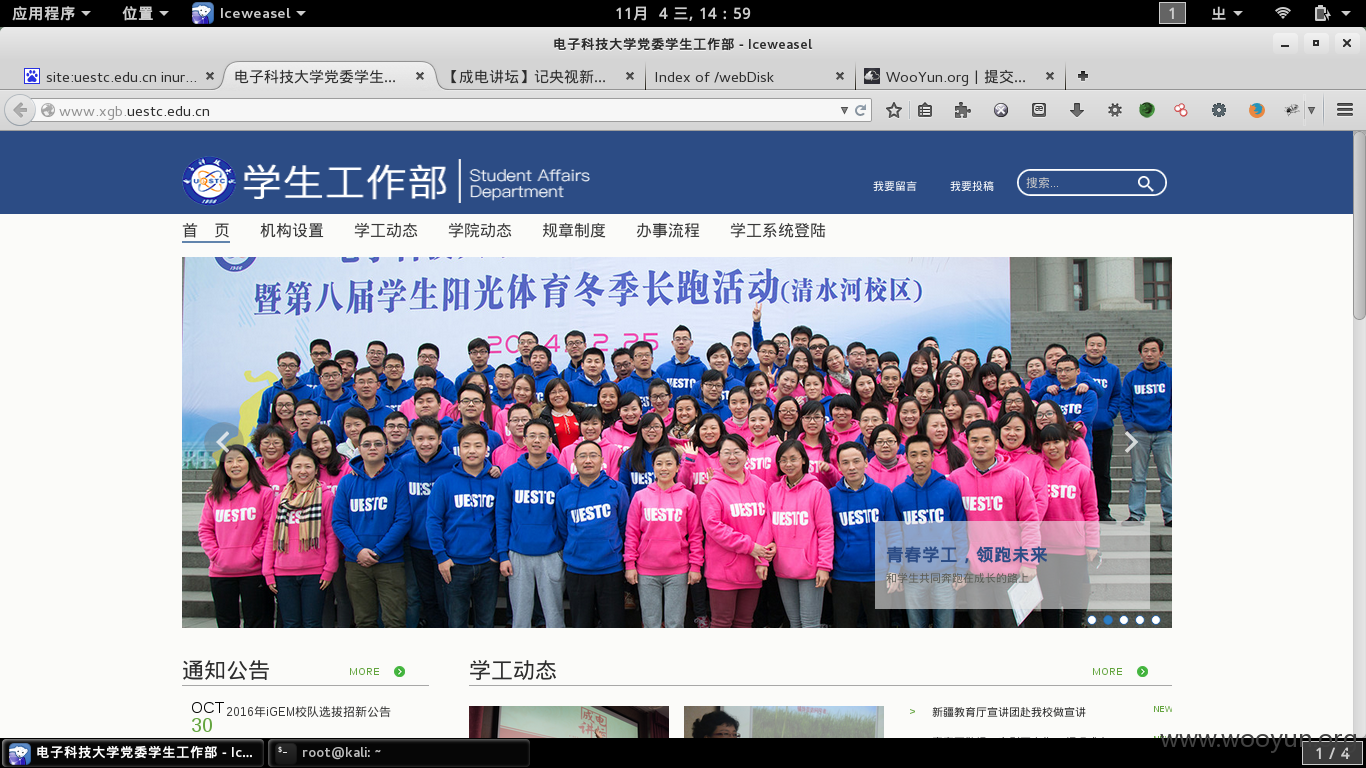 应用程序 位置 Iceweasel 11月 4 三, 14：59 1
电子科技大学党委学生工作部 - Iceweasel
site:uestc.edu.cn inur... 电子科技大学党委学生... 【成电讲坛】记央视新... Index of /webDisk WooYun.org | 提交...
www.xgb.uestc.edu.cn
学生工作部 Student Affairs
Department
我要留言 我要投稿 搜索...
首 页 机构设置 学工动态 学院动态 规章制度 办事流程 学工系统登陆
暨第八届学生阳光体育冬季长跑活动(清水河校区)
UESTC
青春学工，领跑未来
和学生共同奔跑在成长的路上
通知公告 MORE 学工动态 MORE
OCT
30 2016年iGEM校队选拔招新公告
成电讲坛
> 新疆教育厅宣讲团赴我校做宣讲 NEW
www.wooyun.org
电子科技大学党委学生工作部 - Ic... root@kali: ~ 1 / 4